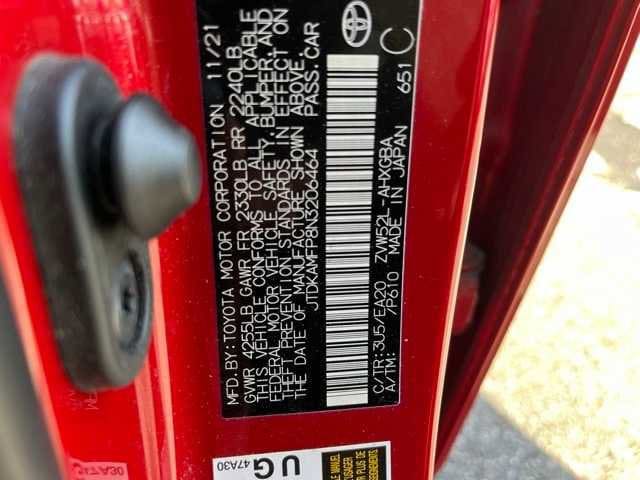 MFD.BY:TOYOTA MOTOR CORPORATION 11/21
GVWR 4255LB GAWR FR 2330LB RR 2240LB
THIS VEHICLE CONFORMS TO ALL APPLICABLE
FEDERAL MOTOR VEHICLE SAFETY, BUMPER, AND
THEFT PREVENTION STANDARDS IN EFFECT ON
THE DATE OF MANUFACTURE SHOWN ABOVE.
JTDKAMFP8N3206464 PASS.CAR
651 C
C/TR:3U5/EA20 ZVW52L-AHXGBA
A/TM: /P610 MADE IN JAPAN
UG
47A30